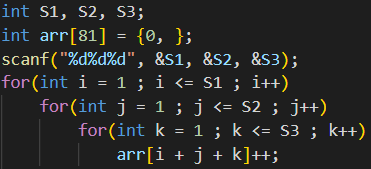 int S1, S2, S3;
int arr[81] = {0, };
scanf("%d%d%d", &S1, &S2, &S3);
for(int i = 1 ; i <= S1 ; i++)
    for(int j = 1 ; j <= S2 ; j++)
        for(int k = 1 ; k <= S3 ; k++)
            arr[i + j + k]++;